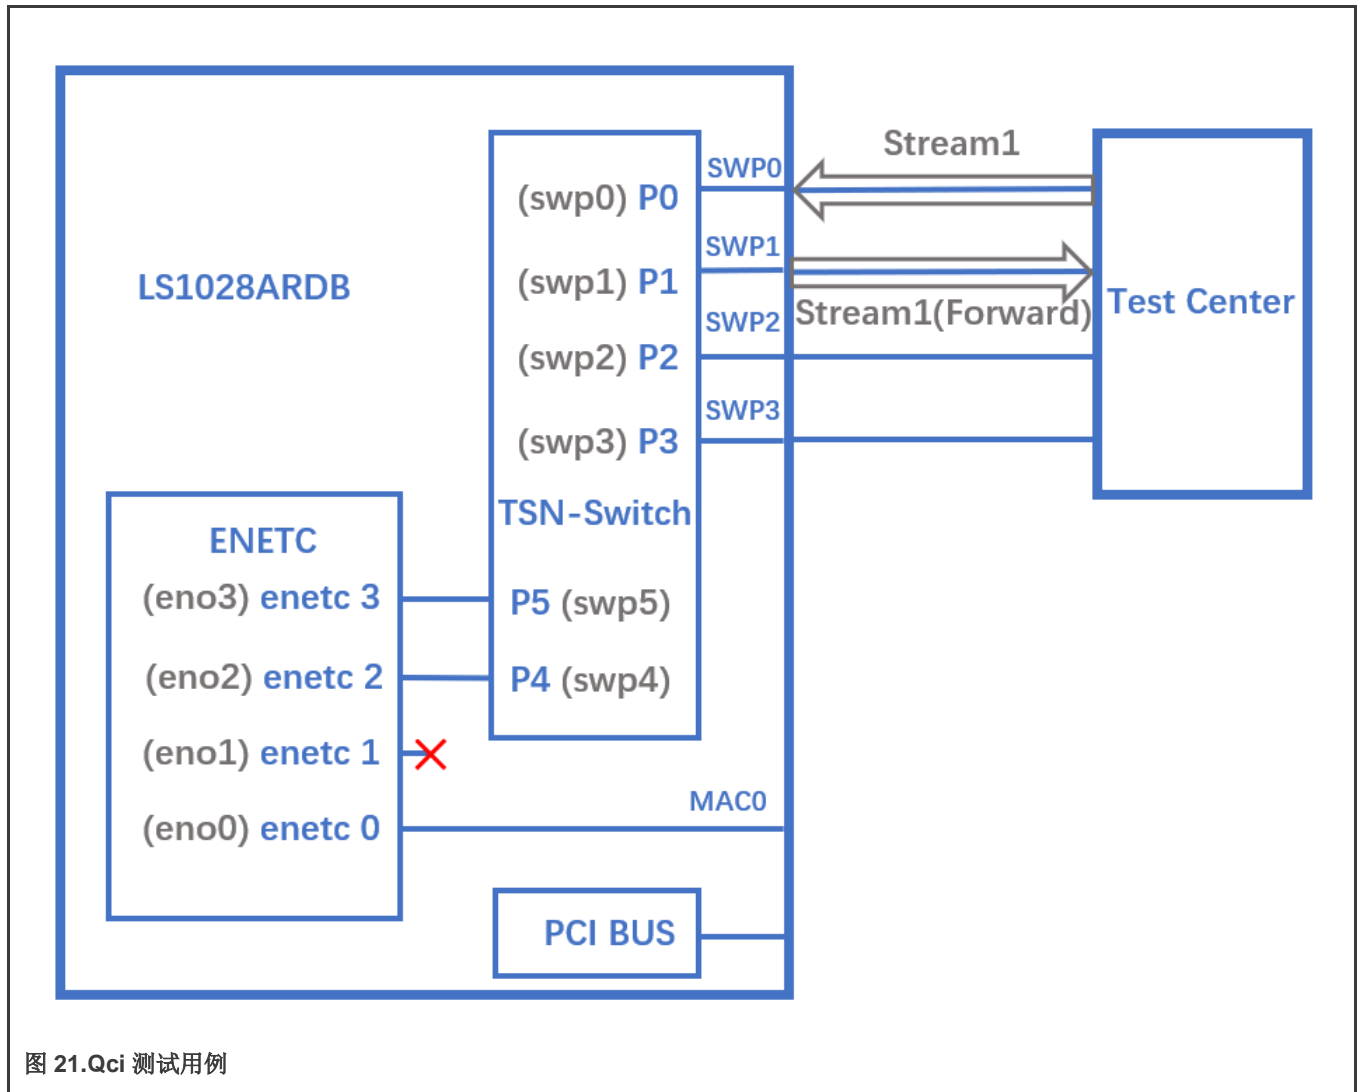 Stream1
SWP0
(swp0) P0
SWP1
(swp1) P1
LS1028ARDB
Test Center
Stream1(Forward)
SWP2
(swp2) P2
SWP3
(swp3) P3
TSN-Switch
ENETC
(eno3) enetc 3
P5 (swp5)
(eno2) enetc 2
P4 (swp4)
(eno1) enetc 1
MAC0
(eno0) enetc 0
PCI BUS
图 21.Qci 测试用例